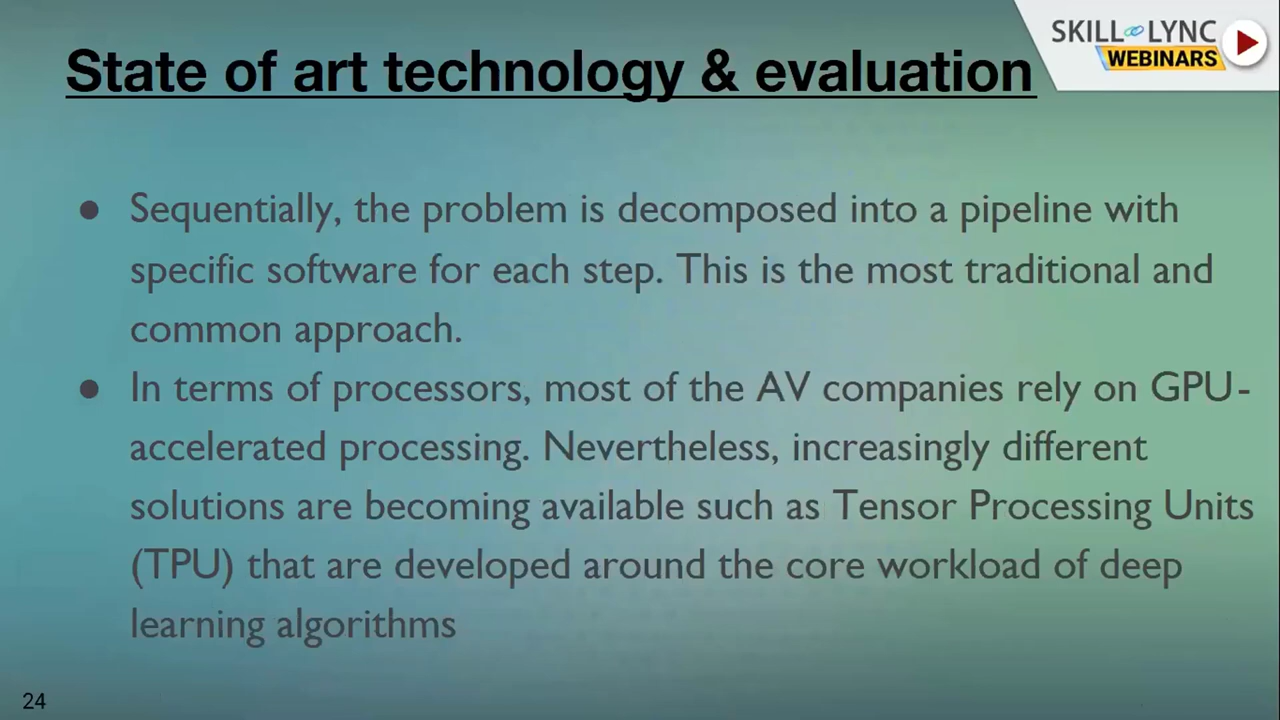 SKILL LYNC
WEBINARS
State of art technology & evaluation
● Sequentially, the problem is decomposed into a pipeline with
specific software for each step. This is the most traditional and
common approach.
● In terms of processors, most of the AV companies rely on GPU-
accelerated processing. Nevertheless, increasingly different
solutions are becoming available such as Tensor Processing Units
(TPU) that are developed around the core workload of deep
learning algorithms
24